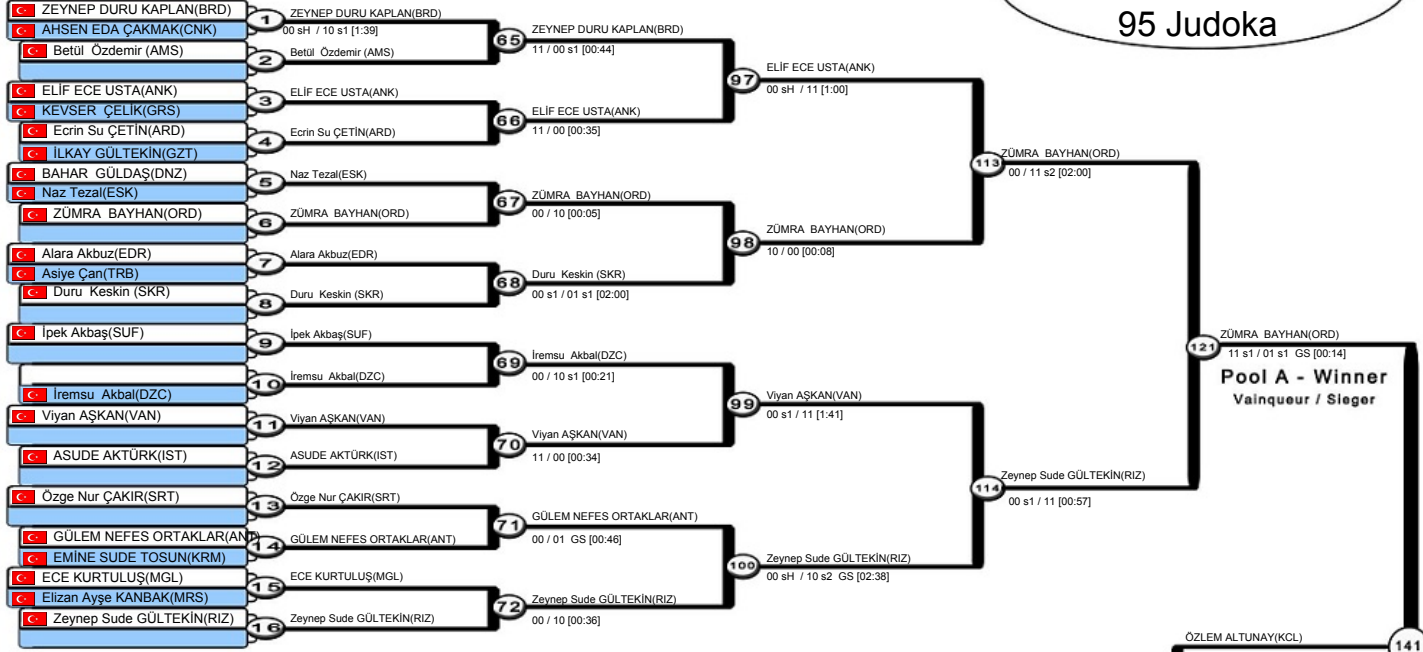 95 Judoka
ZEYNEP DURU KAPLAN(BRD)
AHSEN EDA ÇAKMAK(CNK)
1
ZEYNEP DURU KAPLAN(BRD)
00 sH / 10 s1 [1:39]
Betül Özdemir (AMS)
2
Betül Özdemir (AMS)
65
ZEYNEP DURU KAPLAN(BRD)
11 / 00 s1 [00:44]
ELİF ECE USTA(ANK)
KEVSER ÇELİK(GRS)
3
ELİF ECE USTA(ANK)
Ecrin Su ÇETİN(ARD)
İLKAY GÜLTEKİN(GZT)
4
Ecrin Su ÇETİN(ARD)
66
ELİF ECE USTA(ANK)
11 / 00 [00:35]
97
ELİF ECE USTA(ANK)
00 sH / 11 [1:00]
BAHAR GÜLDAŞ(DNZ)
Naz Tezal(ESK)
5
Naz Tezal(ESK)
ZÜMRA BAYHAN(ORD)
6
ZÜMRA BAYHAN(ORD)
67
ZÜMRA BAYHAN(ORD)
00 / 10 [00:05]
Alara Akbuz(EDR)
Asiye Çan(TRB)
7
Alara Akbuz(EDR)
Duru Keskin (SKR)
8
Duru Keskin (SKR)
68
Duru Keskin (SKR)
00 s1 / 01 s1 [02:00]
98
ZÜMRA BAYHAN(ORD)
10 / 00 [00:08]
113
ZÜMRA BAYHAN(ORD)
00 / 11 s2 [02:00]
İpek Akbaş(SUF)
9
İpek Akbaş(SUF)
İremsu Akbal(DZC)
10
İremsu Akbal(DZC)
69
İremsu Akbal(DZC)
00 / 10 s1 [00:21]
Viyan AŞKAN(VAN)
11
Viyan AŞKAN(VAN)
ASUDE AKTÜRK(IST)
12
ASUDE AKTÜRK(IST)
70
Viyan AŞKAN(VAN)
11 / 00 [00:34]
99
Viyan AŞKAN(VAN)
00 s1 / 11 [1:41]
Özge Nur ÇAKIR(SRT)
13
Özge Nur ÇAKIR(SRT)
GÜLEM NEFES ORTAKLAR(ANT)
EMİNE SUDE TOSUN(KRM)
14
GÜLEM NEFES ORTAKLAR(ANT)
71
GÜLEM NEFES ORTAKLAR(ANT)
00 / 01 GS [00:46]
ECE KURTULUŞ(MGL)
Elizan Ayşe KANBAK(MRS)
15
ECE KURTULUŞ(MGL)
Zeynep Sude GÜLTEKİN(RIZ)
16
Zeynep Sude GÜLTEKİN(RIZ)
72
Zeynep Sude GÜLTEKİN(RIZ)
00 / 10 [00:36]
100
Zeynep Sude GÜLTEKİN(RIZ)
00 sH / 10 s2 GS [02:38]
114
Zeynep Sude GÜLTEKİN(RIZ)
00 s1 / 11 [00:57]
121
ZÜMRA BAYHAN(ORD)
11 s1 / 01 s1 GS [00:14]
Pool A - Winner
Vainqueur / Sieger
ÖZLEM ALTUNAY(KCL)
141